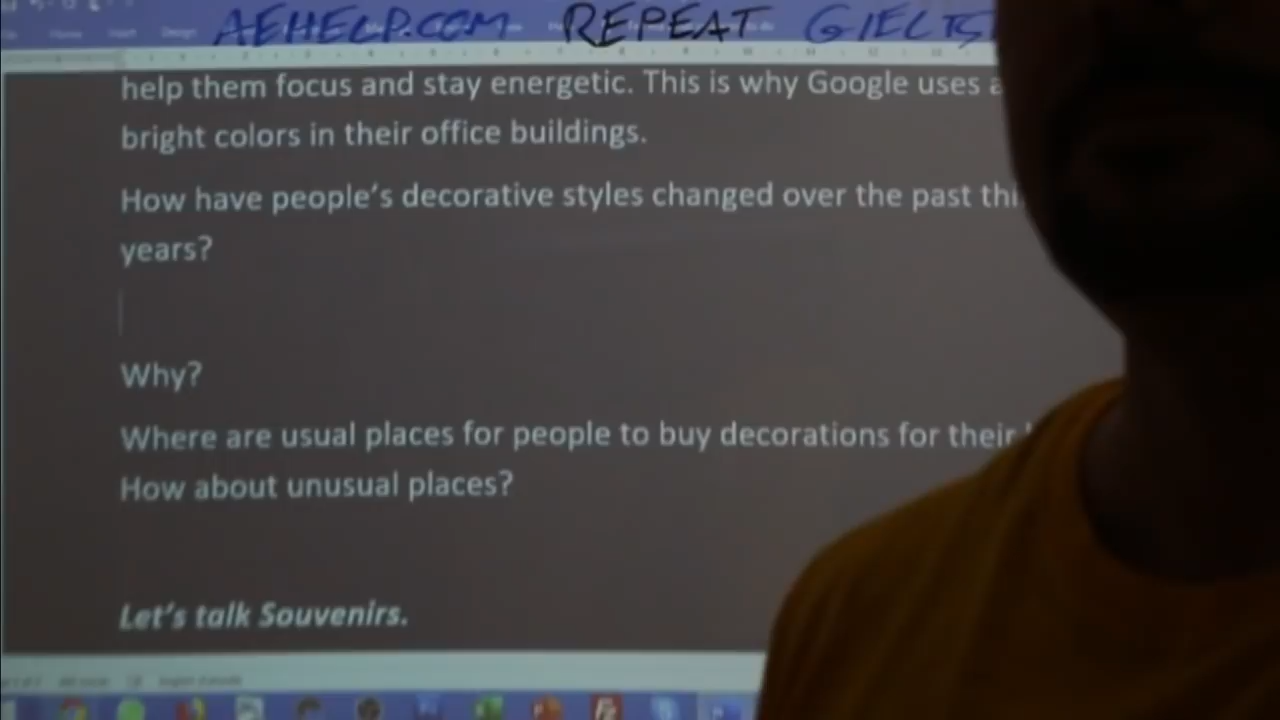 AEHELP.COM REPEAT GIELTS
help them focus and stay energetic. This is why Google uses
bright colors in their office buildings.
How have people's decorative styles changed over the past
years?
Why?
Where are usual places for people to buy decorations for their
How about unusual places?
Let's talk Souvenirs.